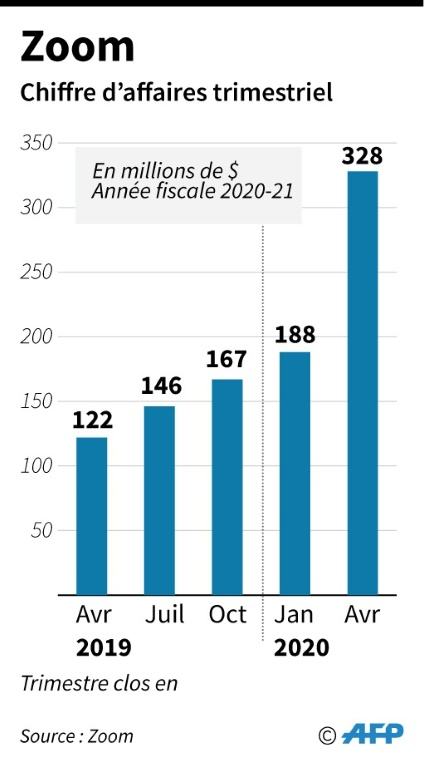 Zoom
Chiffre d'affaires trimestriel
En millions de $
Année fiscale 2020-21
350
300
250
200
150
100
50
122
146
167
188
328
Avr Juil Oct Jan Avr
2019 2020
Trimestre clos en
Source : Zoom
© AFP